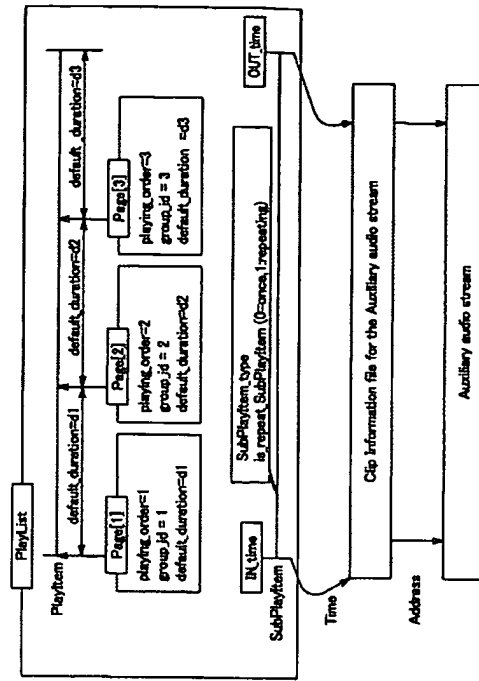 PlayList
PlayItem
default_duration=d1
default_duration=d2
default_duration=d3
Page[1]
playing_order=1
group_id = 1
default_duration=d1
Page[2]
playing_order=2
group_id = 2
default_duration=d2
Page[3]
playing_order=3
group_id = 3
default_duration =d3
SubPlayItem_type
is_repeat_SubPlayItem (0=once,1:repeating)
IN_time
OUT_time
SubPlayItem
Time
Clip Information file for the Auxiliary audio stream
Address
Auxiliary audio stream